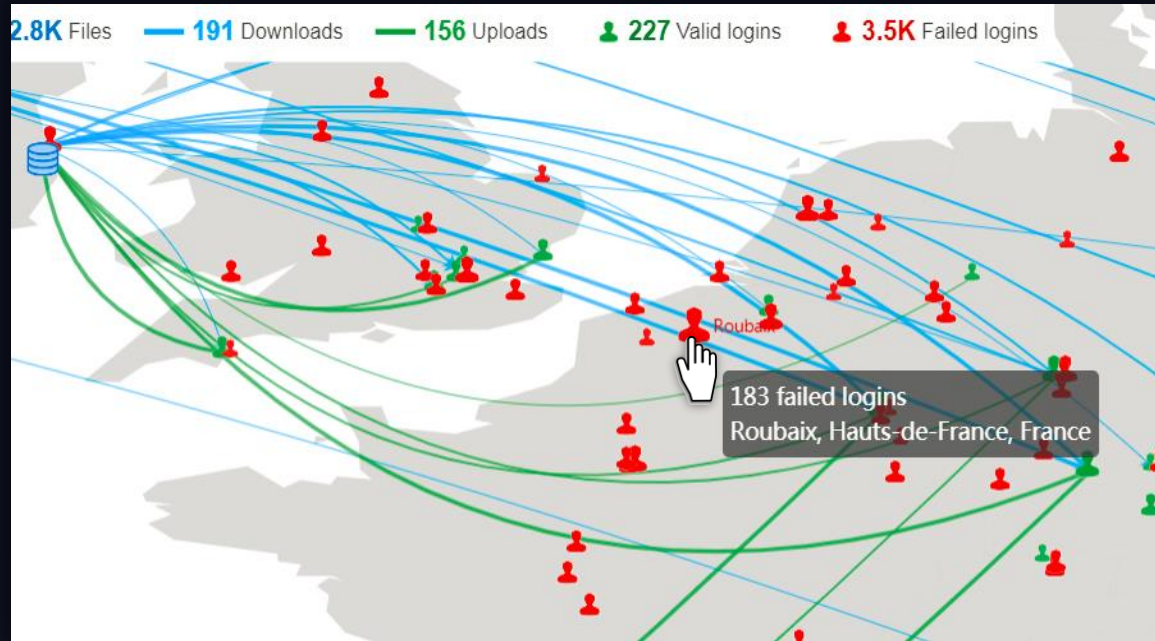 2.8K Files 191 Downloads 156 Uploads 227 Valid logins 3.5K Failed logins
Roubaix
183 failed logins
Roubaix, Hauts-de-France, France